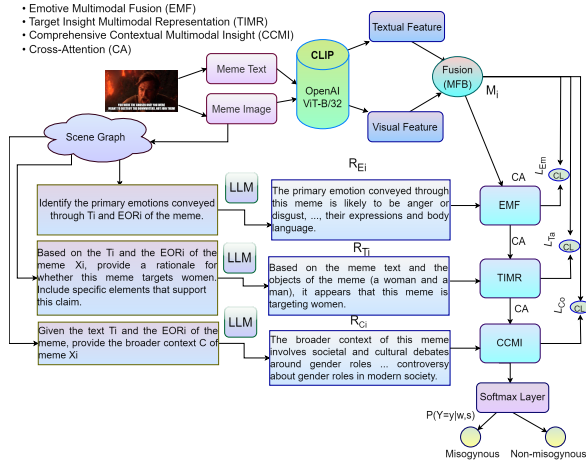 • Emotive Multimodal Fusion (EMF)
• Target Insight Multimodal Representation (TIMR)
• Comprehensive Contextual Multimodal Insight (CCMI)
• Cross-Attention (CA)
Meme Text
Meme Image
CLIP
OpenAI
ViT-B/32
Textual Feature
Visual Feature
Fusion
(MFB)
Mi
Scene Graph
LLM
REi
Identify the primary emotions conveyed
through Ti and EORi of the meme.
The primary emotion conveyed through
this meme is likely to be anger or
disgust, ..., their expressions and body
language.
CA
EMF
LEm
CL
LLM
RTi
Based on the Ti and the EORi of the
meme Xi, provide a rationale for
whether this meme targets women.
Include specific elements that support
this claim.
Based on the meme text and the
objects of the meme (a woman and a
man), it appears that this meme is
targeting women.
CA
TIMR
LTa
CL
LLM
RCi
Given the text Ti and the EORi of the
meme, provide the broader context C of
meme Xi
The broader context of this meme
involves societal and cultural debates
around gender roles ... controversy
about gender roles in modern society.
CA
CCMI
LCo
CL
Softmax Layer
P(Y=y|w,s)
Misogynous
Non-misogynous